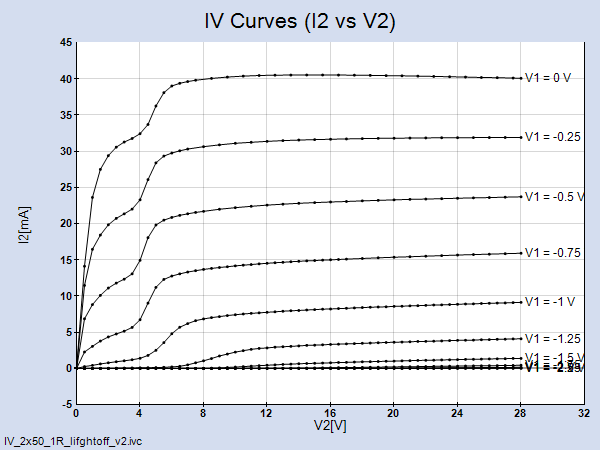 IV Curves (I2 vs V2)
I2[mA]
45
40
35
30
25
20
15
10
5
0
-5
0
4
8
12
16
20
24
28
32
V2[V]
V1 = 0 V
V1 = -0.25
V1 = -0.5 V
V1 = -0.75
V1 = -1 V
V1 = -1.25
V1 = -1.5 V
IV_2x50_1R_lifghtoff_v2.ivc